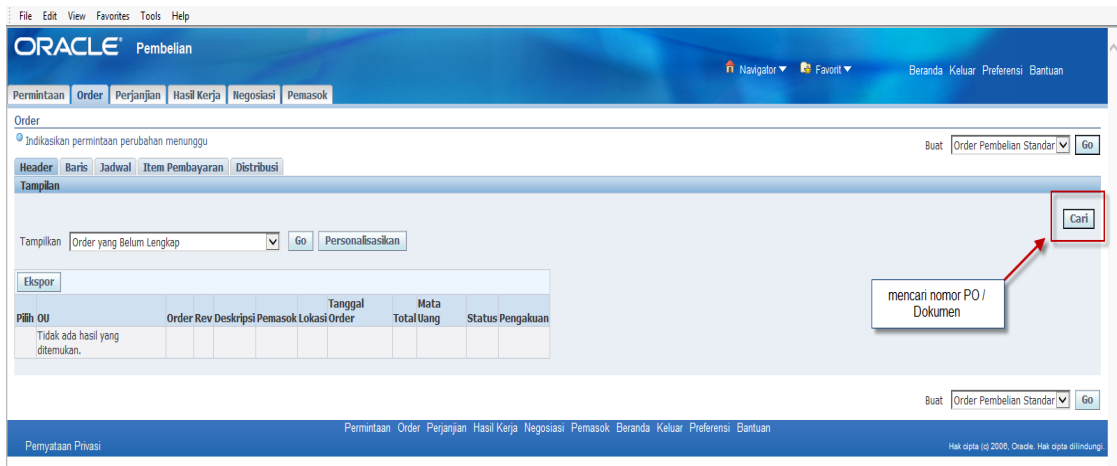 File Edit View Favorites Tools Help
ORACLE Pembelian
Navigator Favorit Beranda Keluar Preferensi Bantuan
Permintaan Order Perjanjian Hasil Kerja Negosiasi Pemasok
Order
Indikasikan permintaan perubahan menunggu
Buat Order Pembelian Standar Go
Header Baris Jadwal Item Pembayaran Distribusi
Tampilan
Cari
Tampilkan Order yang Belum Lengkap Go Personalisasikan
mencari nomor PO /
Dokumen
Ekspor
Tanggal Mata
Pilih OU Order Rev Deskripsi Pemasok Lokasi Order Total Uang Status Pengakuan
Tidak ada hasil yang
ditemukan.
Buat Order Pembelian Standar Go
Permintaan Order Perjanjian Hasil Kerja Negosiasi Pemasok Beranda Keluar Preferensi Bantuan
Pernyataan Privasi Hak cipta (c) 2006, Oracle. Hak cipta dilindungi.